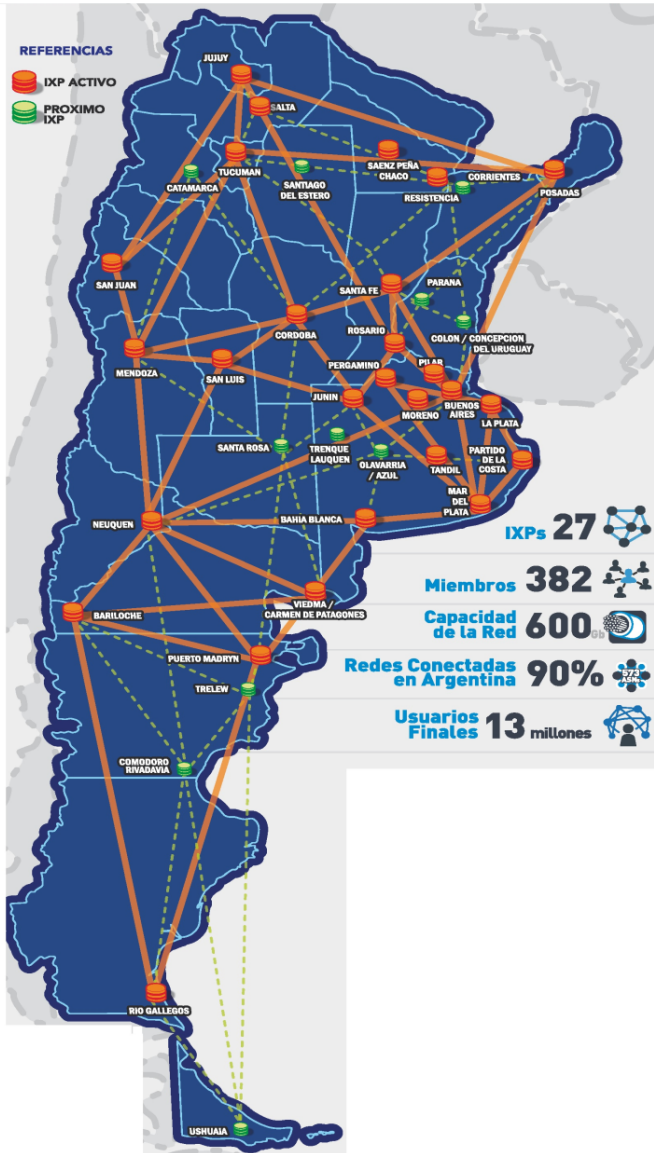 REFERENCIAS
IXP ACTIVO
PROXIMO
IXP
JUJUY
SALTA
TUCUMAN
CATAMARCA
SANTIAGO
DEL ESTERO
SAENZ PEÑA
CHACO
RESISTENCIA
CORRIENTES
POSADAS
SAN JUAN
SANTA FE
PARANA
CORDOBA
ROSARIO
COLON / CONCEPCION
DEL URUGUAY
MENDOZA
SAN LUIS
PERGAMINO
PILAR
JUNIN
MORENO
BUENOS
AIRES
LA PLATA
SANTA ROSA
TRENQUE
LAUQUEN
OLAVARRIA
/ AZUL
TANDIL
PARTIDO
DE LA
COSTA
MAR
DEL
PLATA
NEUQUEN
BAHIA BLANCA
BARILOCHE
VIEDMA /
CARMEN DE PATAGONES
PUERTO MADRYN
TRELEW
COMODORO
RIVADAVIA
RIO GALLEGOS
USHUAIA
IXPs 27
Miembros 382
Capacidad
de la Red 600 Gb
Redes Conectadas
en Argentina 90%
573
ASNs
Usuarios
Finales 13 millones